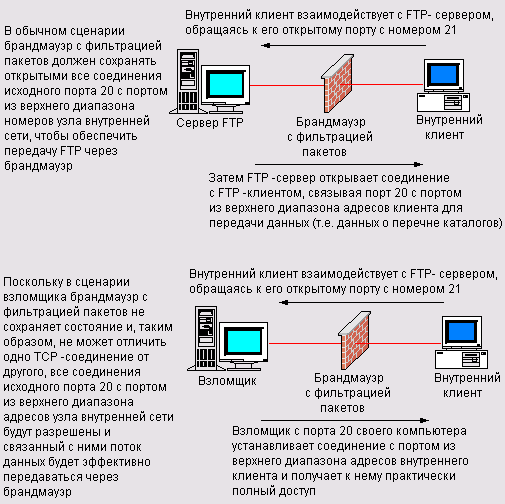 В обычном сценарии
брандмауэр с фильтрацией
пакетов должен сохранять
открытыми все соединения
исходного порта 20 с портом
из верхнего диапазона
номеров узла внутренней
сети, чтобы обеспечить
передачу FTP через
брандмауэр
Внутренний клиент взаимодействует с FTP- сервером,
обращаясь к его открытому порту с номером 21
Сервер FTP
Брандмауэр
с фильтрацией
пакетов
Внутренний
клиент
Затем FTP -сервер открывает соединение
с FTP -клиентом, связывая порт 20 с портом
из верхнего диапазона адресов клиента для
передачи данных (т.е. данных о перечне каталогов)
Поскольку в сценарии
взломщика брандмауэр с
фильтрацией пакетов не
сохраняет состояние и, таким
образом, не может отличить
одно TCP -соединение от
другого, все соединения
исходного порта 20 с портом
из верхнего диапазона
адресов узла внутренней сети
будут разрешены и
связанный с ними поток
данных будет эффективно
передаваться через
брандмауэр
Внутренний клиент взаимодействует с FTP- сервером,
обращаясь к его открытому порту с номером 21
Взломщик
Брандмауэр
с фильтрацией
пакетов
Внутренний
клиент
Взломщик с порта 20 своего компьютера
устанавливает соединение с портом из
верхнего диапазона адресов внутреннего
клиента и получает к нему практически
полный доступ